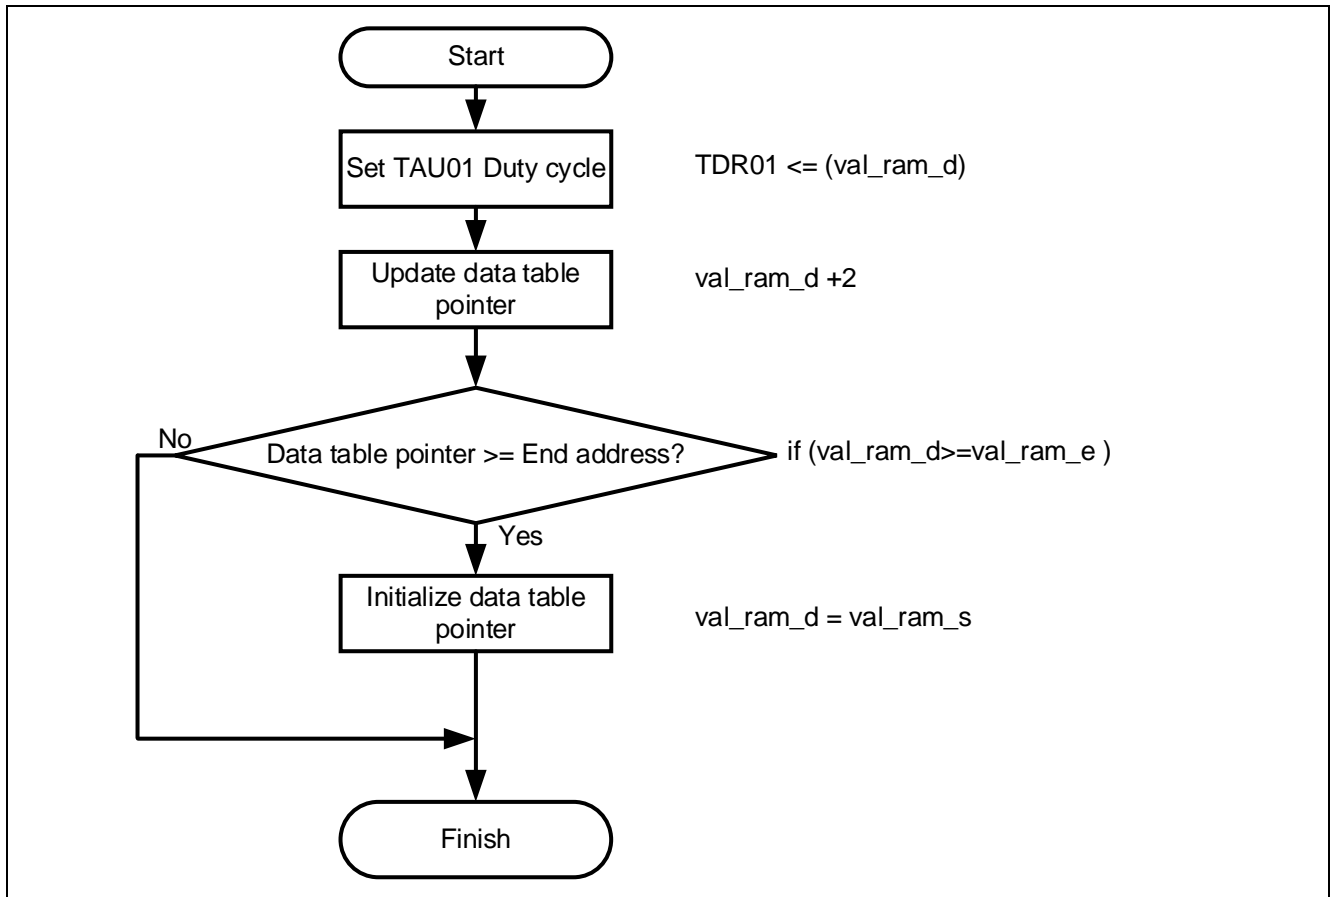 Start
Set TAU01 Duty cycle
TDR01 <= (val_ram_d)
Update data table
pointer
val_ram_d +2
No
Data table pointer >= End address?
if (val_ram_d>=val_ram_e )
Yes
Initialize data table
pointer
val_ram_d = val_ram_s
Finish